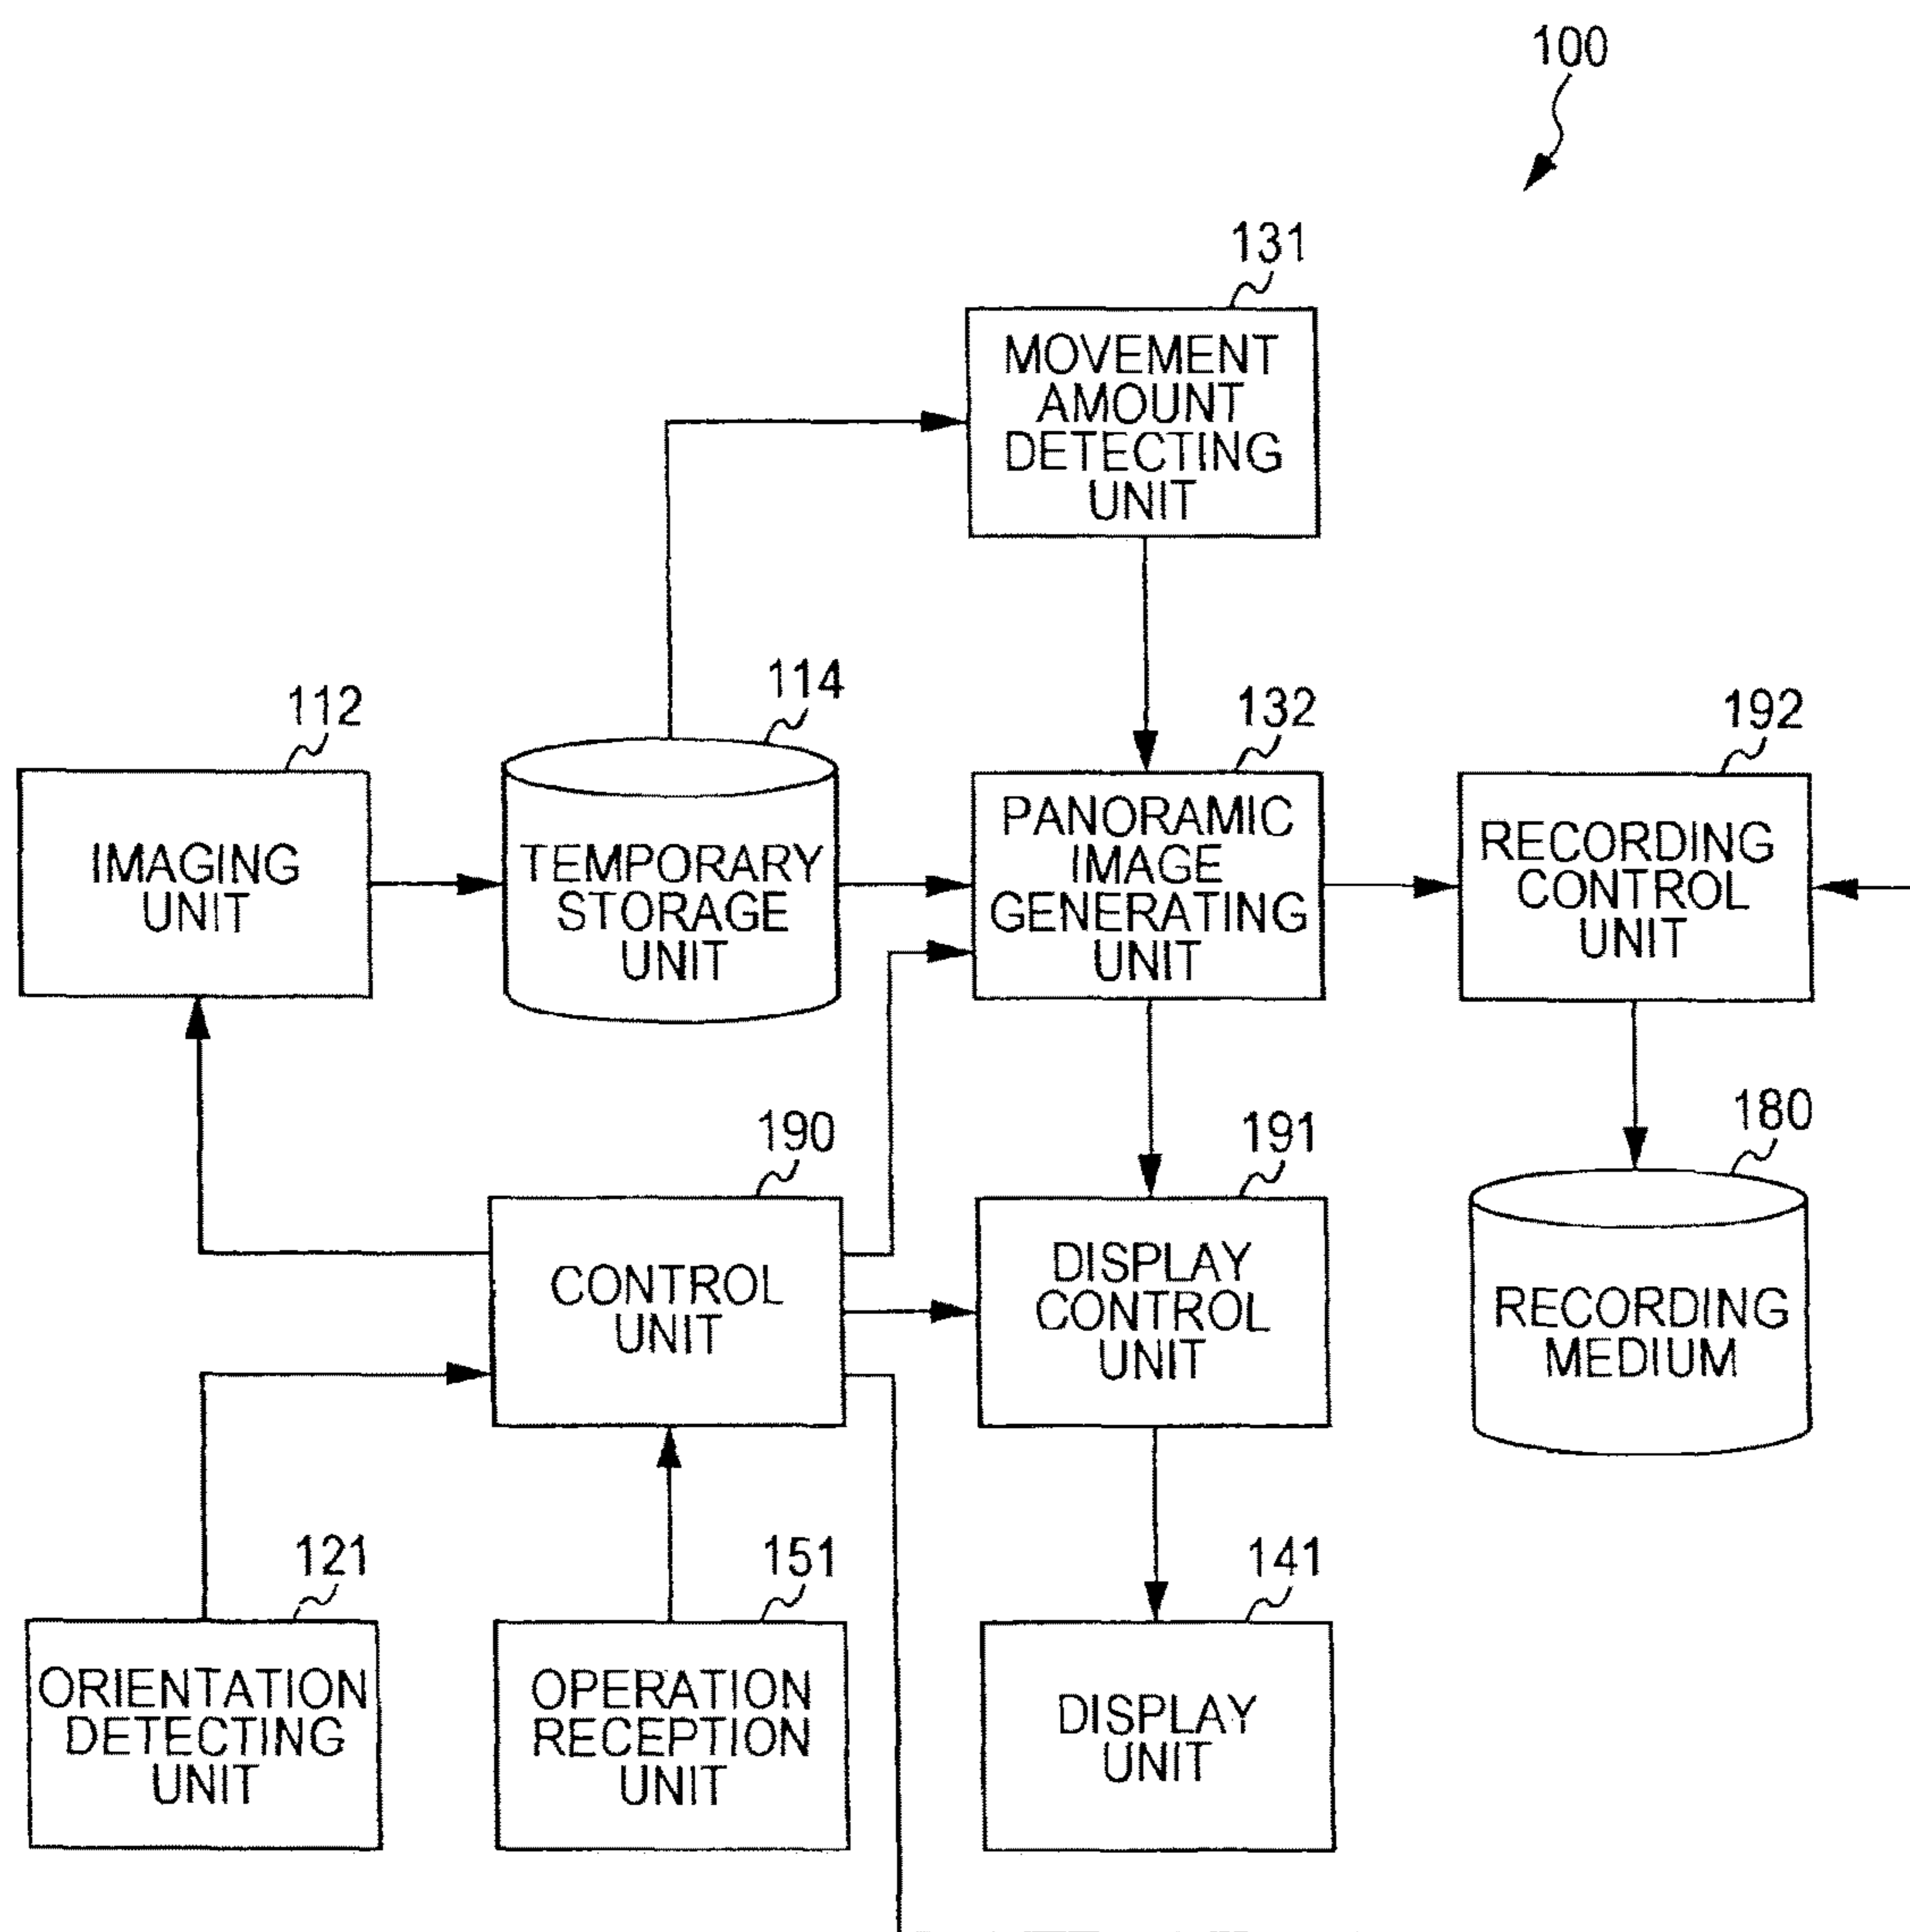 100
131
MOVEMENT
AMOUNT
DETECTING
UNIT
112
IMAGING
UNIT
114
TEMPORARY
STORAGE
UNIT
132
PANORAMIC
IMAGE
GENERATING
UNIT
192
RECORDING
CONTROL
UNIT
190
CONTROL
UNIT
191
DISPLAY
CONTROL
UNIT
180
RECORDING
MEDIUM
121
ORIENTATION
DETECTING
UNIT
151
OPERATION
RECEPTION
UNIT
141
DISPLAY
UNIT